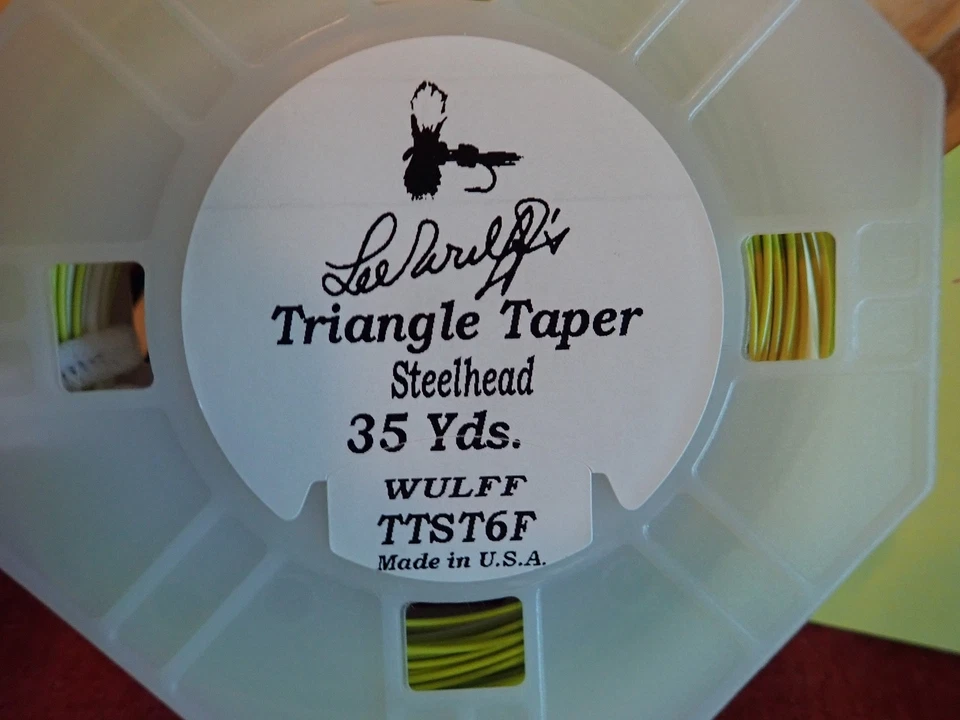 Lee Wulff's
Triangle Taper
Steelhead
35 Yds.
WULFF
TTST6F
Made in U.S.A.